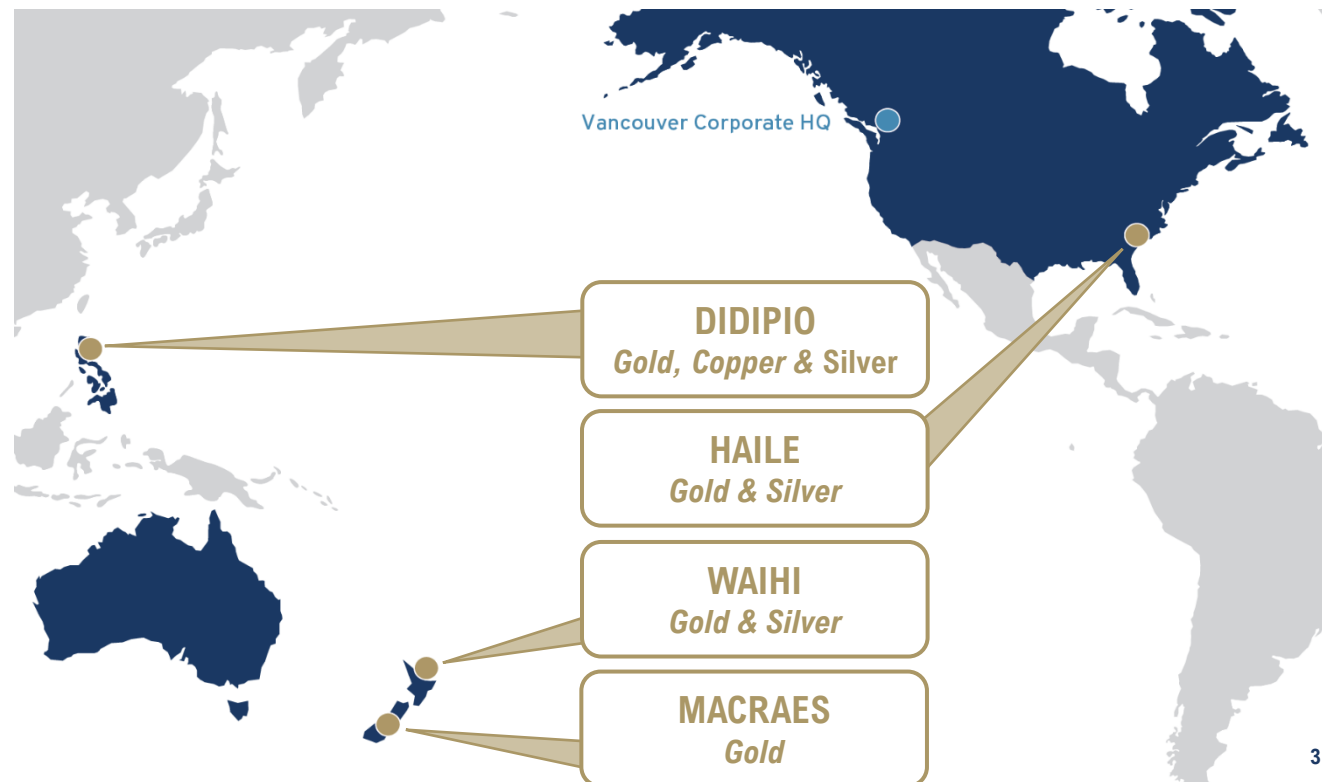 Vancouver Corporate HQ
DIDIPIO
Gold, Copper & Silver
HAILE
Gold & Silver
WAIHI
Gold & Silver
MACRAES
Gold
3